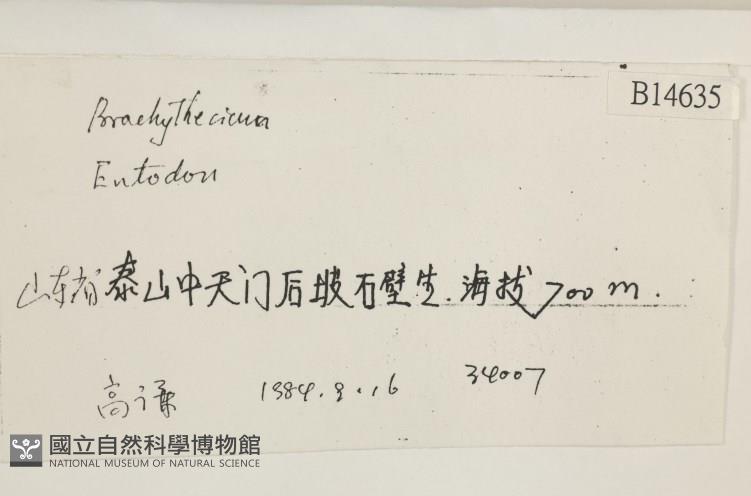 B14635
Brachythecium
Entodon
山东省泰山中天门后坡石壁生.海拔700m.
高谦 1984.9.16 34007
國立自然科學博物館
NATIONAL MUSEUM OF NATURAL SCIENCE